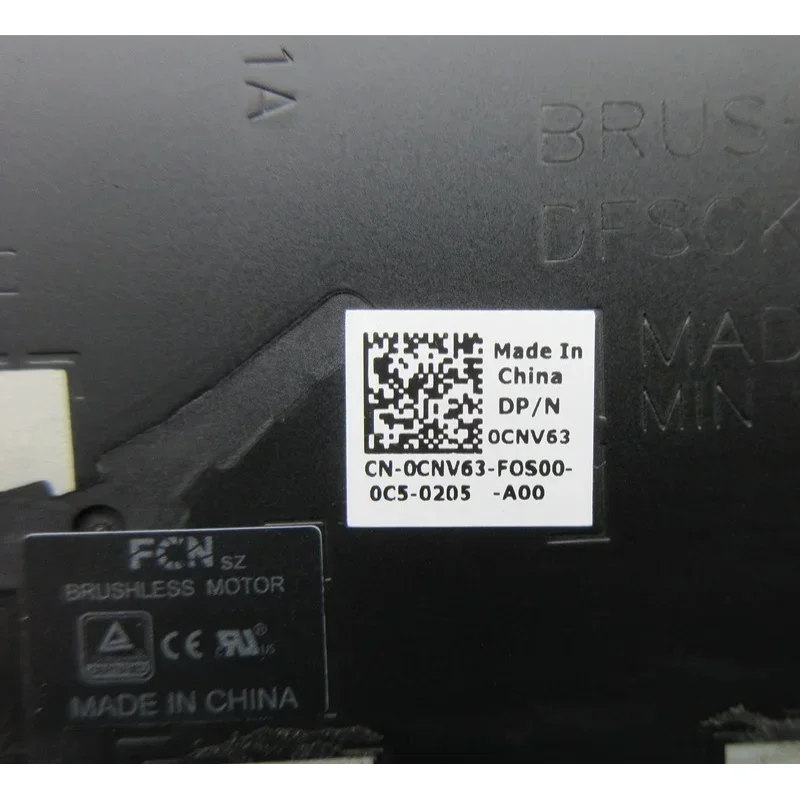 1A
BRUS
DFSCK
MAD
MIN
Made In
China
DP/N
0CNV63
CN-0CNV63-FOS00-
0C5-0205 -A00
FCN SZ
BRUSHLESS MOTOR
CE
MADE IN CHINA